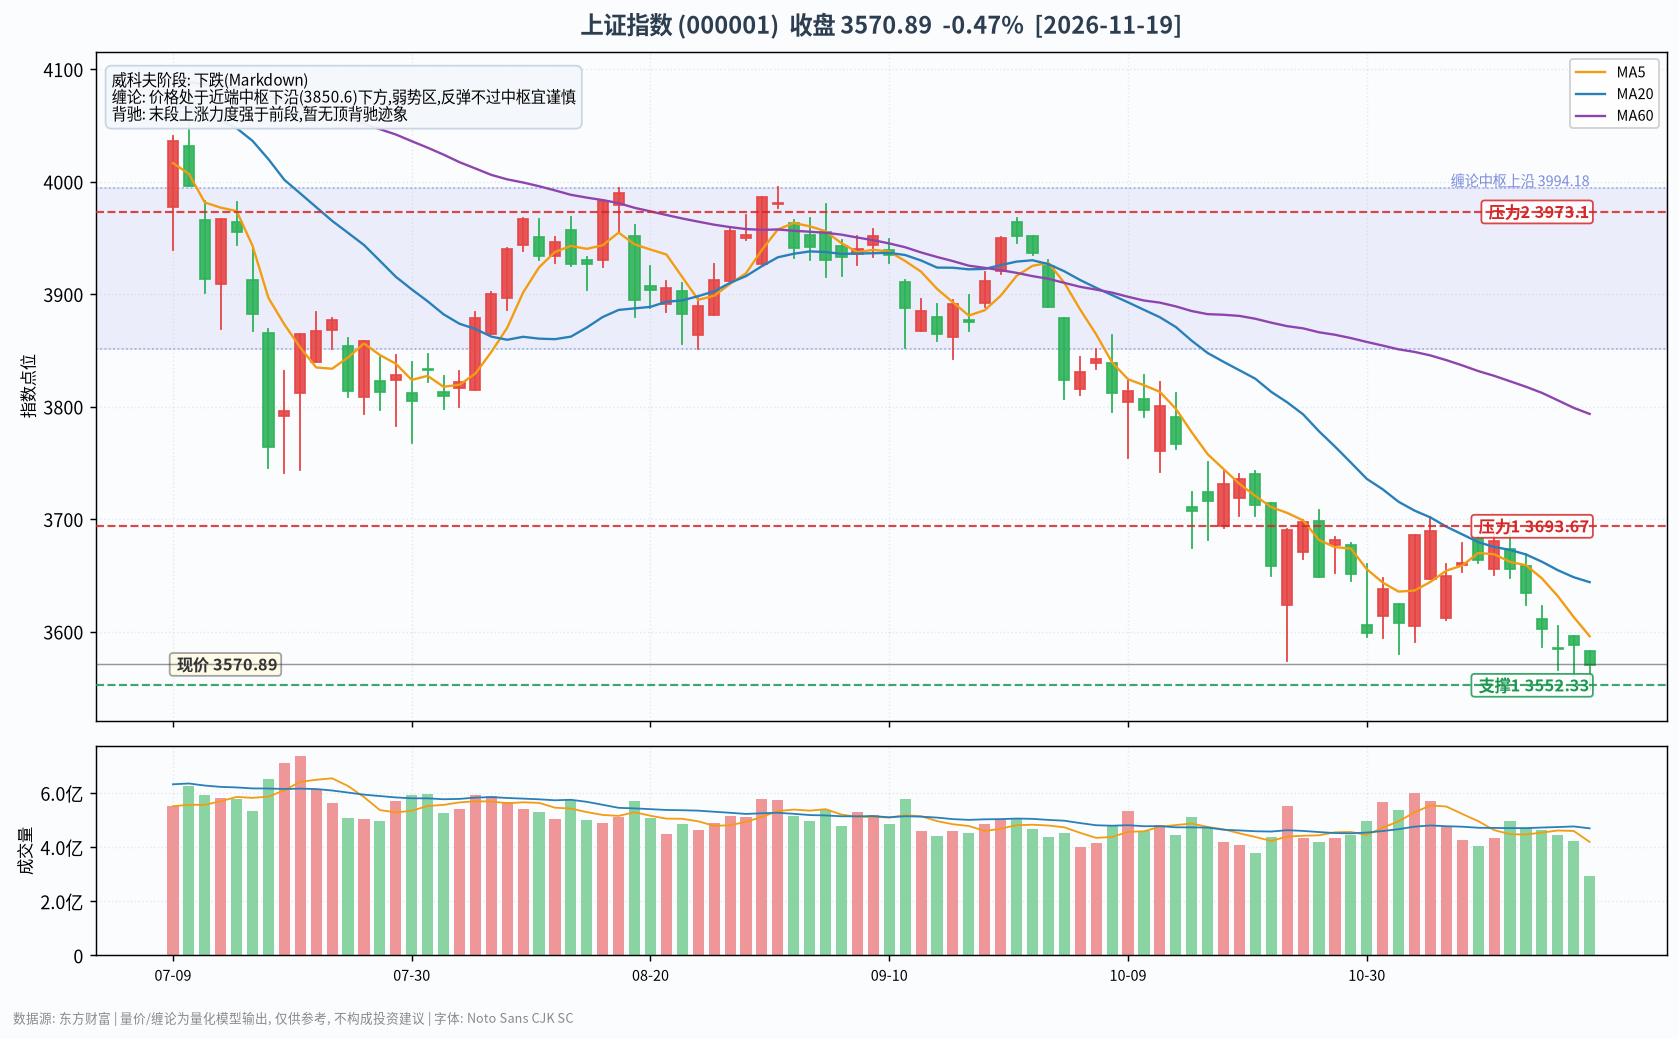 上证指数 (000001) 收盘 3570.89 -0.47% [2026-11-19]
威科夫阶段: 下跌(Markdown)
缠论: 价格处于近端中枢下沿(3850.6)下方,弱势区,反弹不过中枢宜谨慎
背驰: 末段上涨力度强于前段,暂无顶背驰迹象
MA5
MA20
MA60
4100
4000
3900
3800
3700
3600
指数点位
缠论中枢上沿 3994.18
压力2 3973.1
压力1 3693.67
现价 3570.89
支撑1 3552.33
成交量
6.0亿
4.0亿
2.0亿
0
07-09
07-30
08-20
09-10
10-09
10-30
数据源: 东方财富 | 量价/缠论为量化模型输出, 仅供参考, 不构成投资建议 | 字体: Noto Sans CJK SC